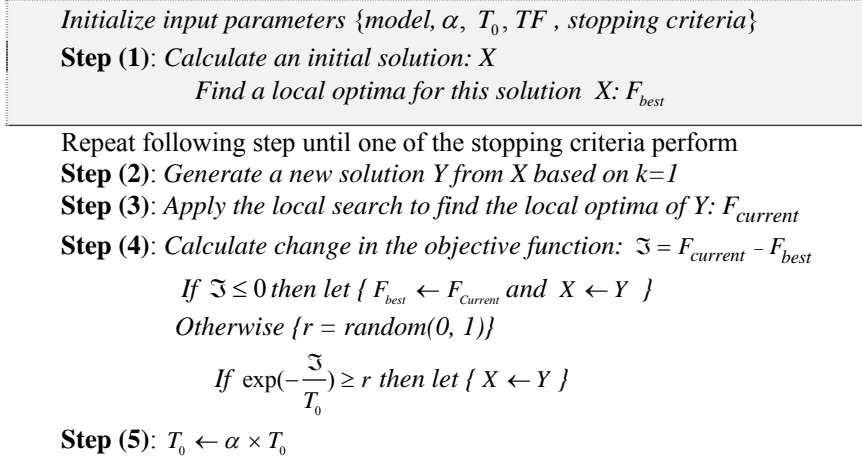 Initialize input parameters {model, α, T₀, TF , stopping criteria}
Step (1): Calculate an initial solution: X
Find a local optima for this solution X: F_best
Repeat following step until one of the stopping criteria perform
Step (2): Generate a new solution Y from X based on k=1
Step (3): Apply the local search to find the local optima of Y: F_current
Step (4): Calculate change in the objective function: ℑ = F_current − F_best
If ℑ ≤ 0 then let { F_best ← F_Current and X ← Y }
Otherwise {r = random(0, 1)}
If exp(−ℑ/T₀) ≥ r then let { X ← Y }
Step (5): T₀ ← α × T₀